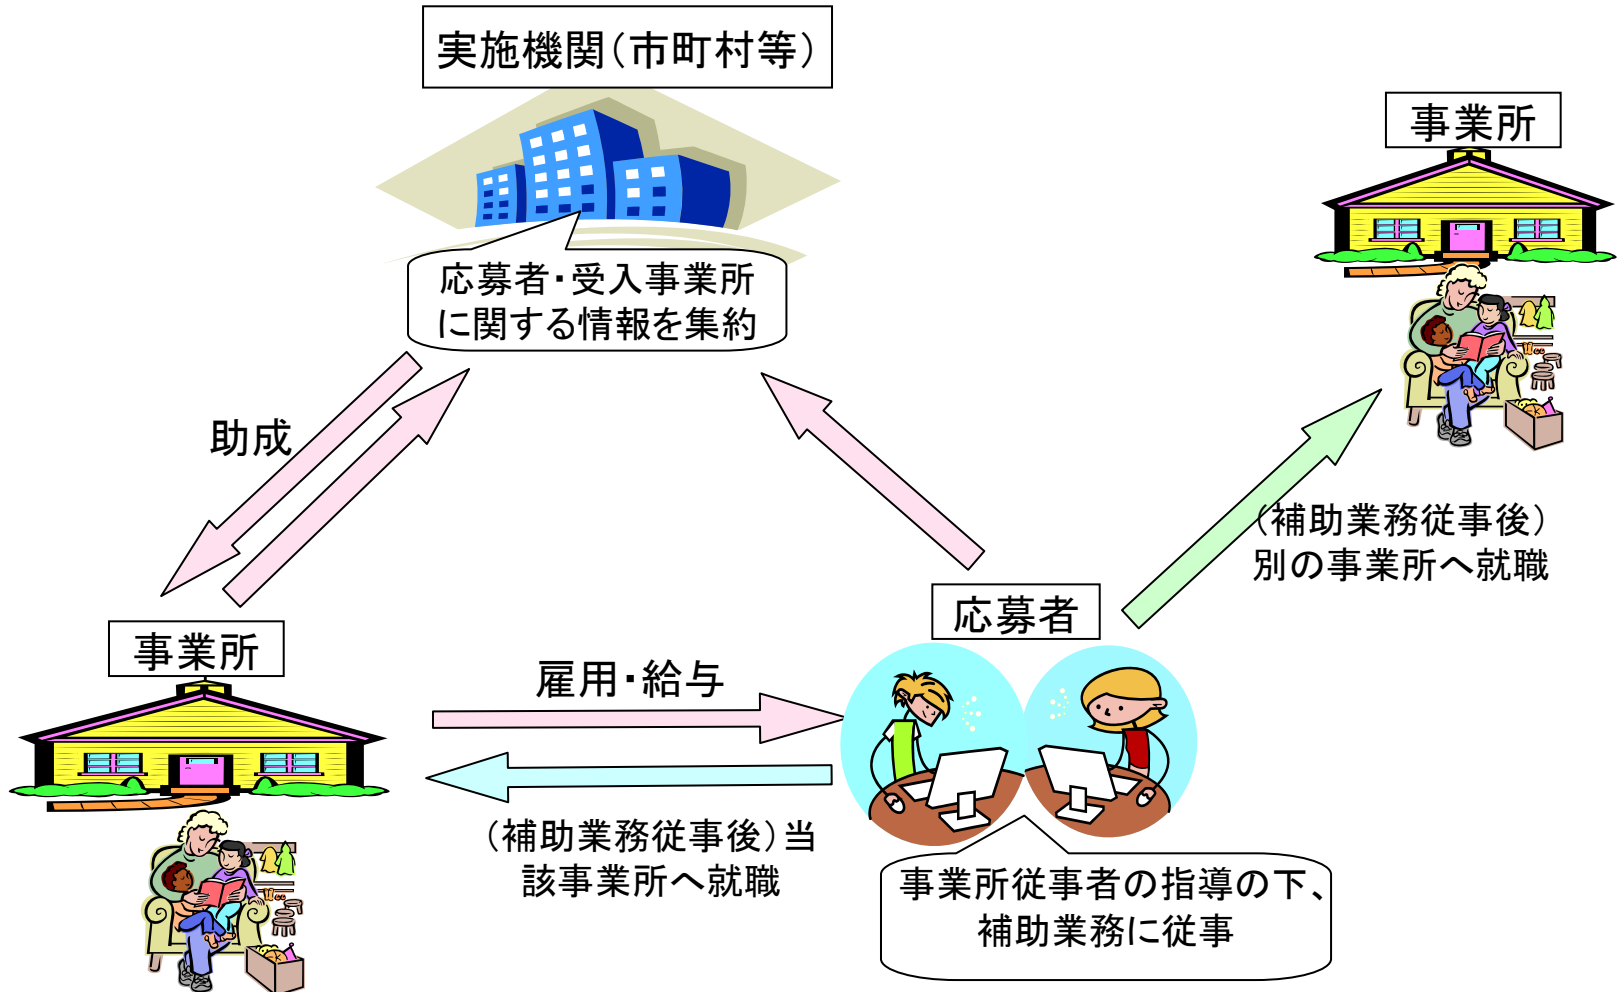 実施機関（市町村等）
事業所
応募者・受入事業所
に関する情報を集約
助成
（補助業務従事後）
別の事業所へ就職
応募者
事業所
雇用・給与
（補助業務従事後）当
該事業所へ就職
事業所従事者の指導の下、
補助業務に従事